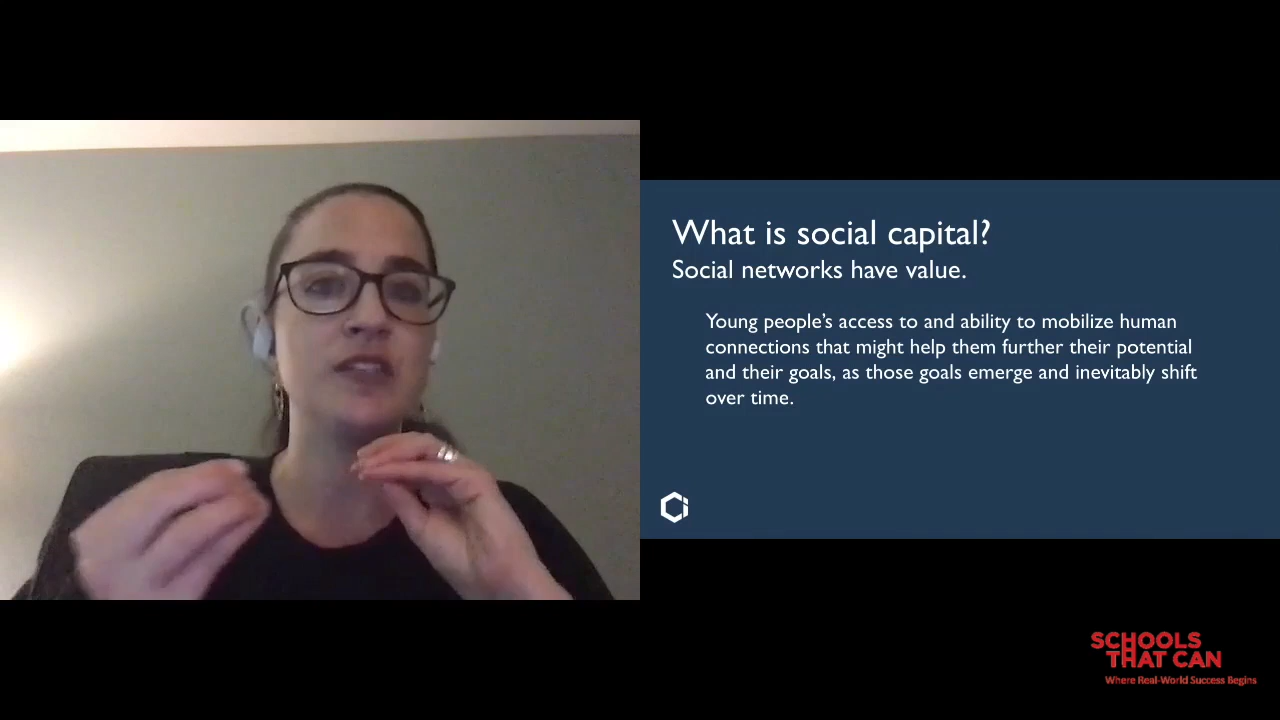 What is social capital?
Social networks have value.
Young people’s access to and ability to mobilize human
connections that might help them further their potential
and their goals, as those goals emerge and inevitably shift
over time.
SCHOOLS
THAT CAN
Where Real-World Success Begins